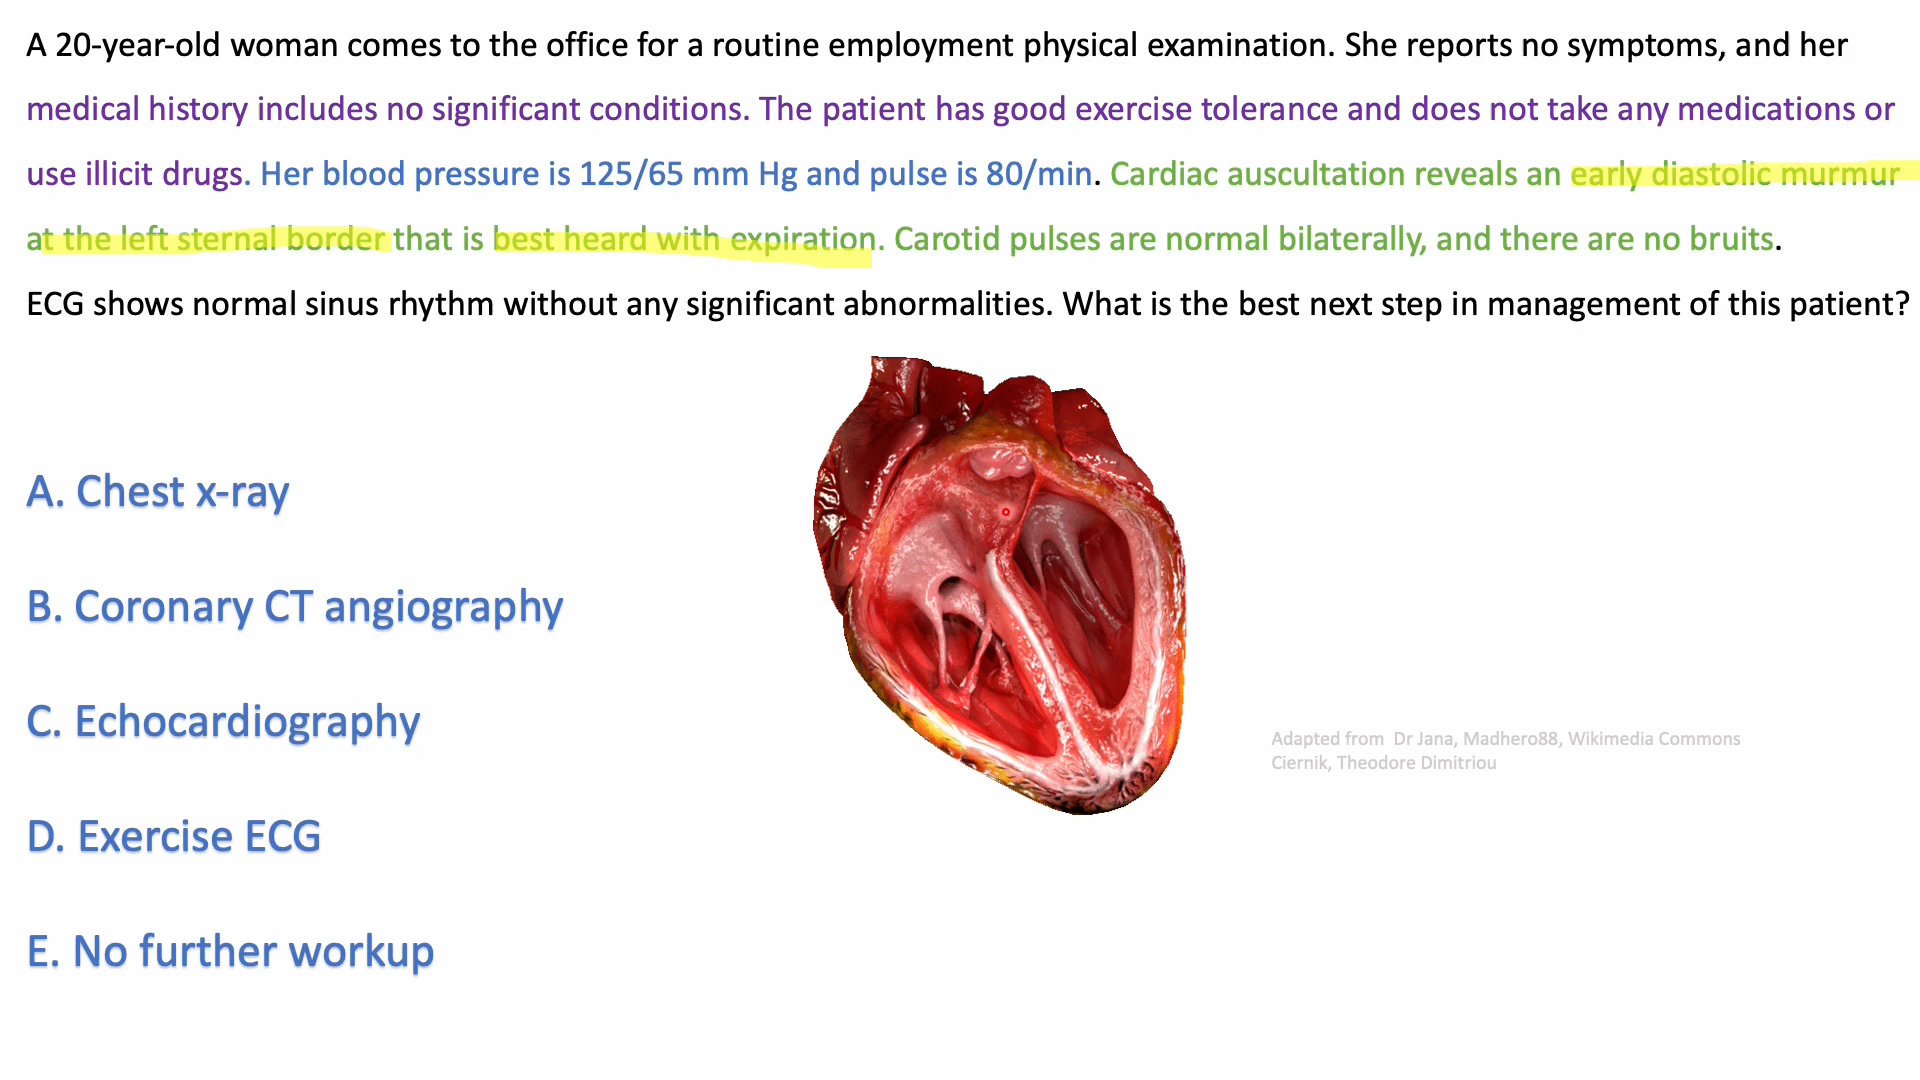 A 20-year-old woman comes to the office for a routine employment physical examination. She reports no symptoms, and her
medical history includes no significant conditions. The patient has good exercise tolerance and does not take any medications or
use illicit drugs. Her blood pressure is 125/65 mm Hg and pulse is 80/min. Cardiac auscultation reveals an early diastolic murmur
at the left sternal border that is best heard with expiration. Carotid pulses are normal bilaterally, and there are no bruits.
ECG shows normal sinus rhythm without any significant abnormalities. What is the best next step in management of this patient?
A. Chest x-ray
B. Coronary CT angiography
C. Echocardiography
D. Exercise ECG
E. No further workup
Adapted from Dr Jana, Madhero88, Wikimedia Commons
Ciernik, Theodore Dimitriou